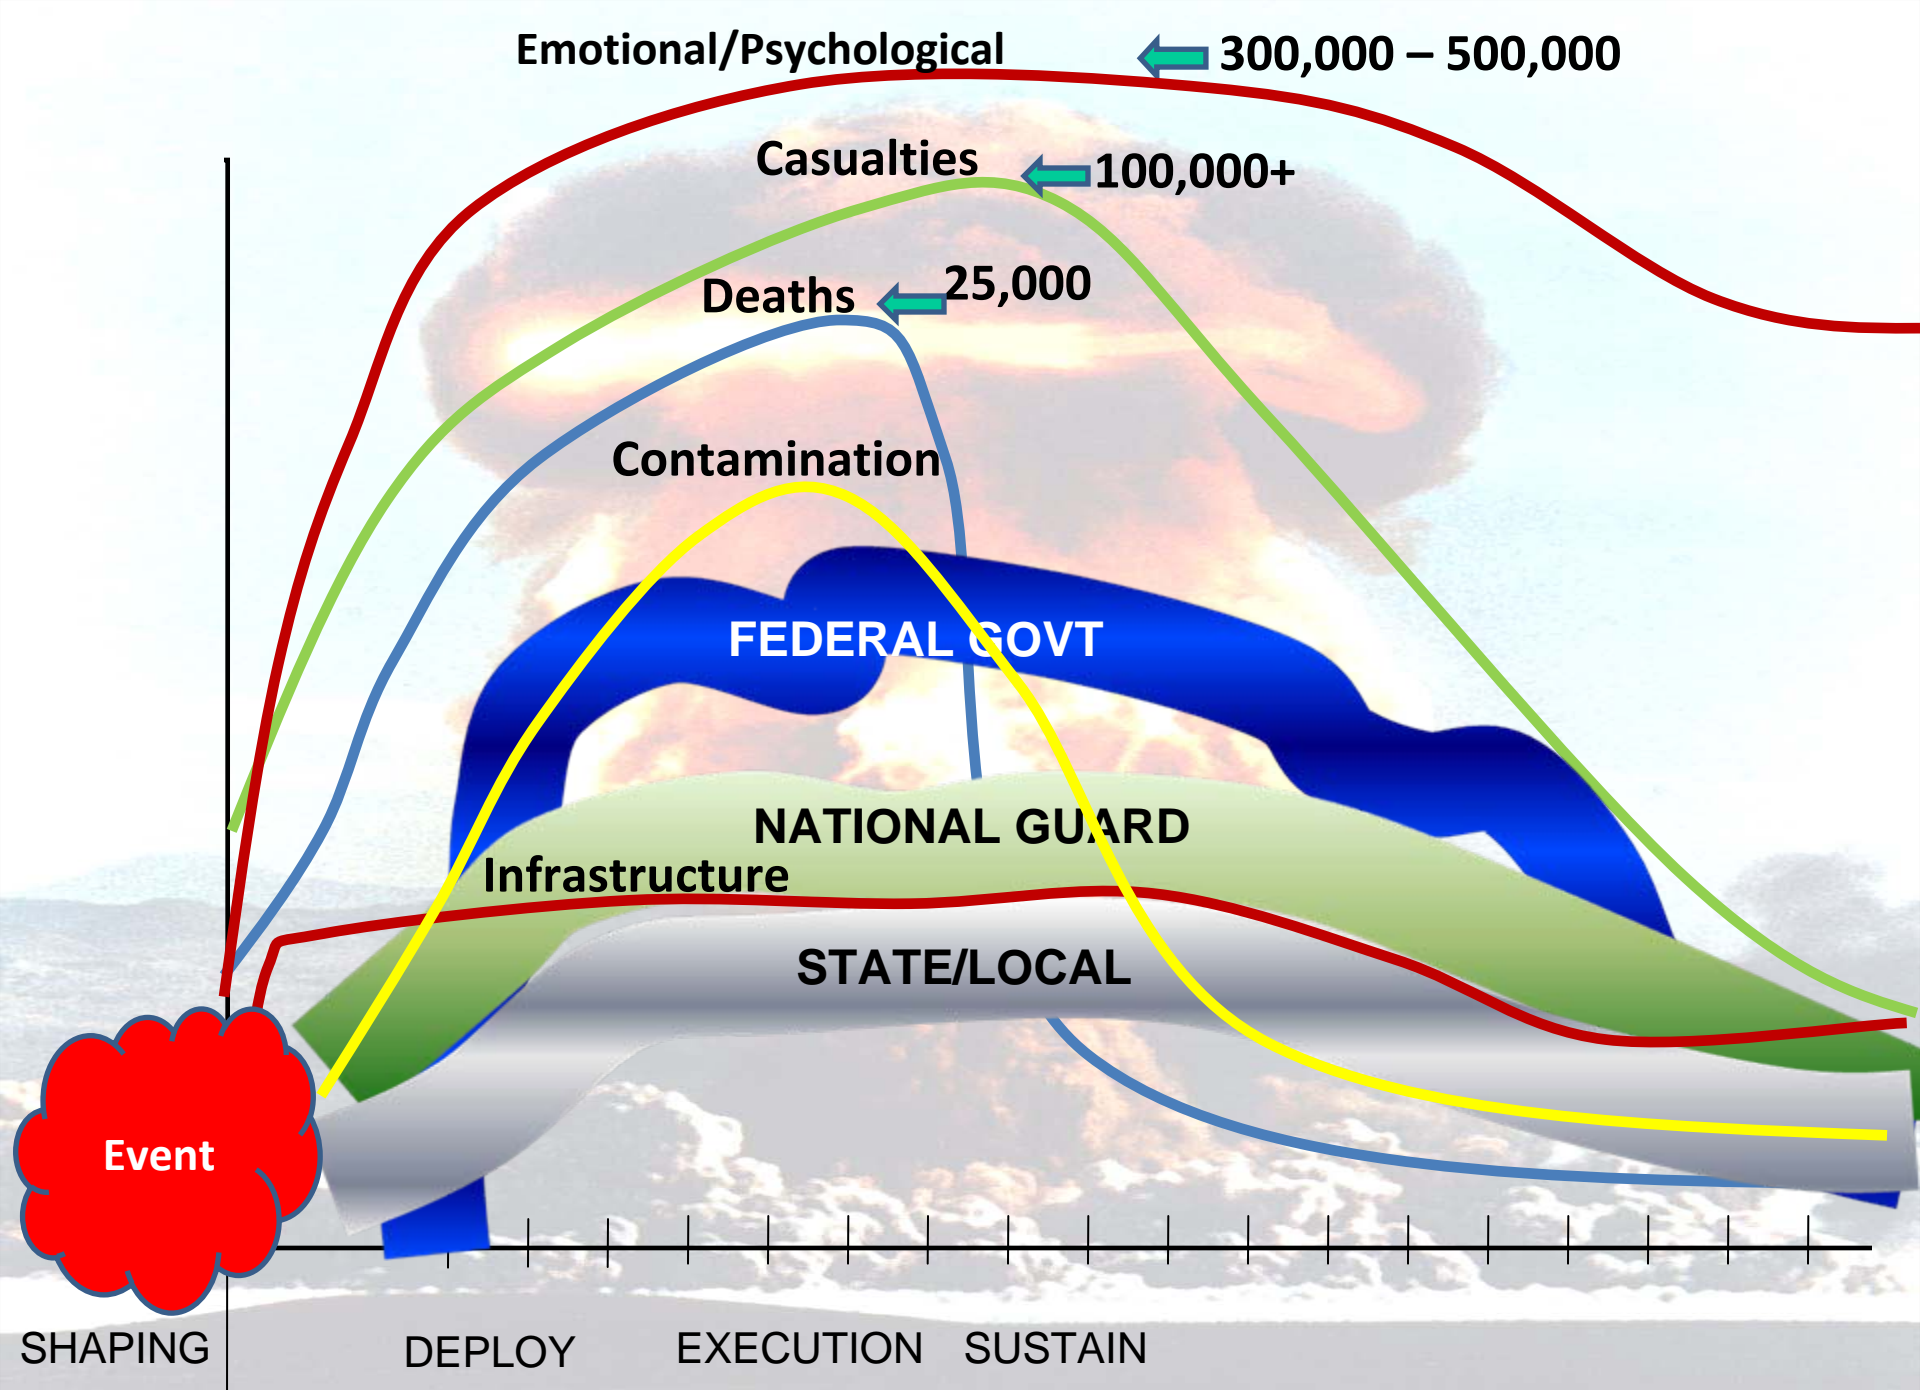 Emotional/Psychological
300,000 – 500,000
Casualties
100,000+
Deaths
25,000
Contamination
FEDERAL GOVT
NATIONAL GUARD
Infrastructure
STATE/LOCAL
Event
SHAPING
DEPLOY
EXECUTION
SUSTAIN